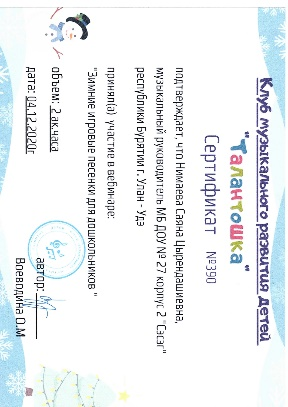 Клуб музыкального развития детей
"Талантошка"
Сертификат №390
подтверждает, что Нимаева Саяна Цырендашиевна,
музыкальный руководитель МБ ДОУ № 27 корпус 2 "Сэсэг"
республики Бурятии г. Улан - Удэ
принял(а) участие в вебинаре:
"Зимние игровые песенки для дошкольников"
объем: 2 ак.часа
дата: 04.12.2020г
автор:
Воеводина О.М